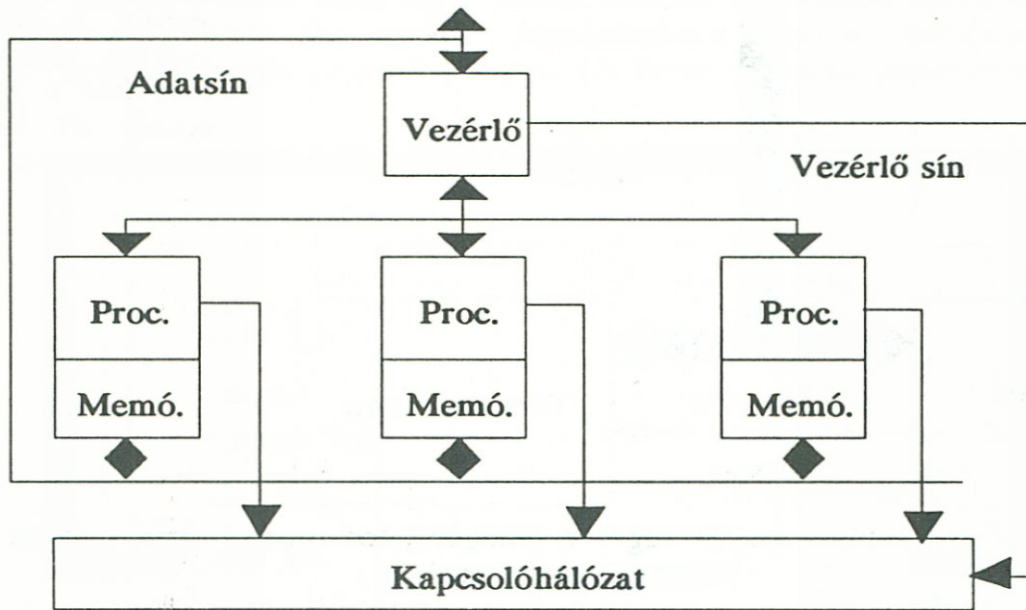 Adatsín
Vezérlő
Vezérlő sín
Proc.
Proc.
Proc.
Memó.
Memó.
Memó.
Kapcsolóhálózat